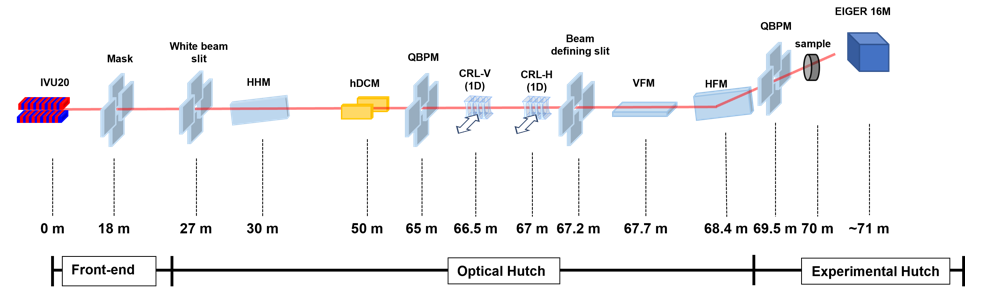 EIGER 16M
QBPM
Beam
defining slit
White beam
slit
sample
Mask
QBPM
CRL-V
(1D)
CRL-H
(1D)
IVU20
HHM
hDCM
VFM
HFM
0 m
18 m
27 m
30 m
50 m
65 m
66.5 m
67 m
67.2 m
67.7 m
68.4 m
69.5 m
70 m
~71 m
Front-end
Optical Hutch
Experimental Hutch